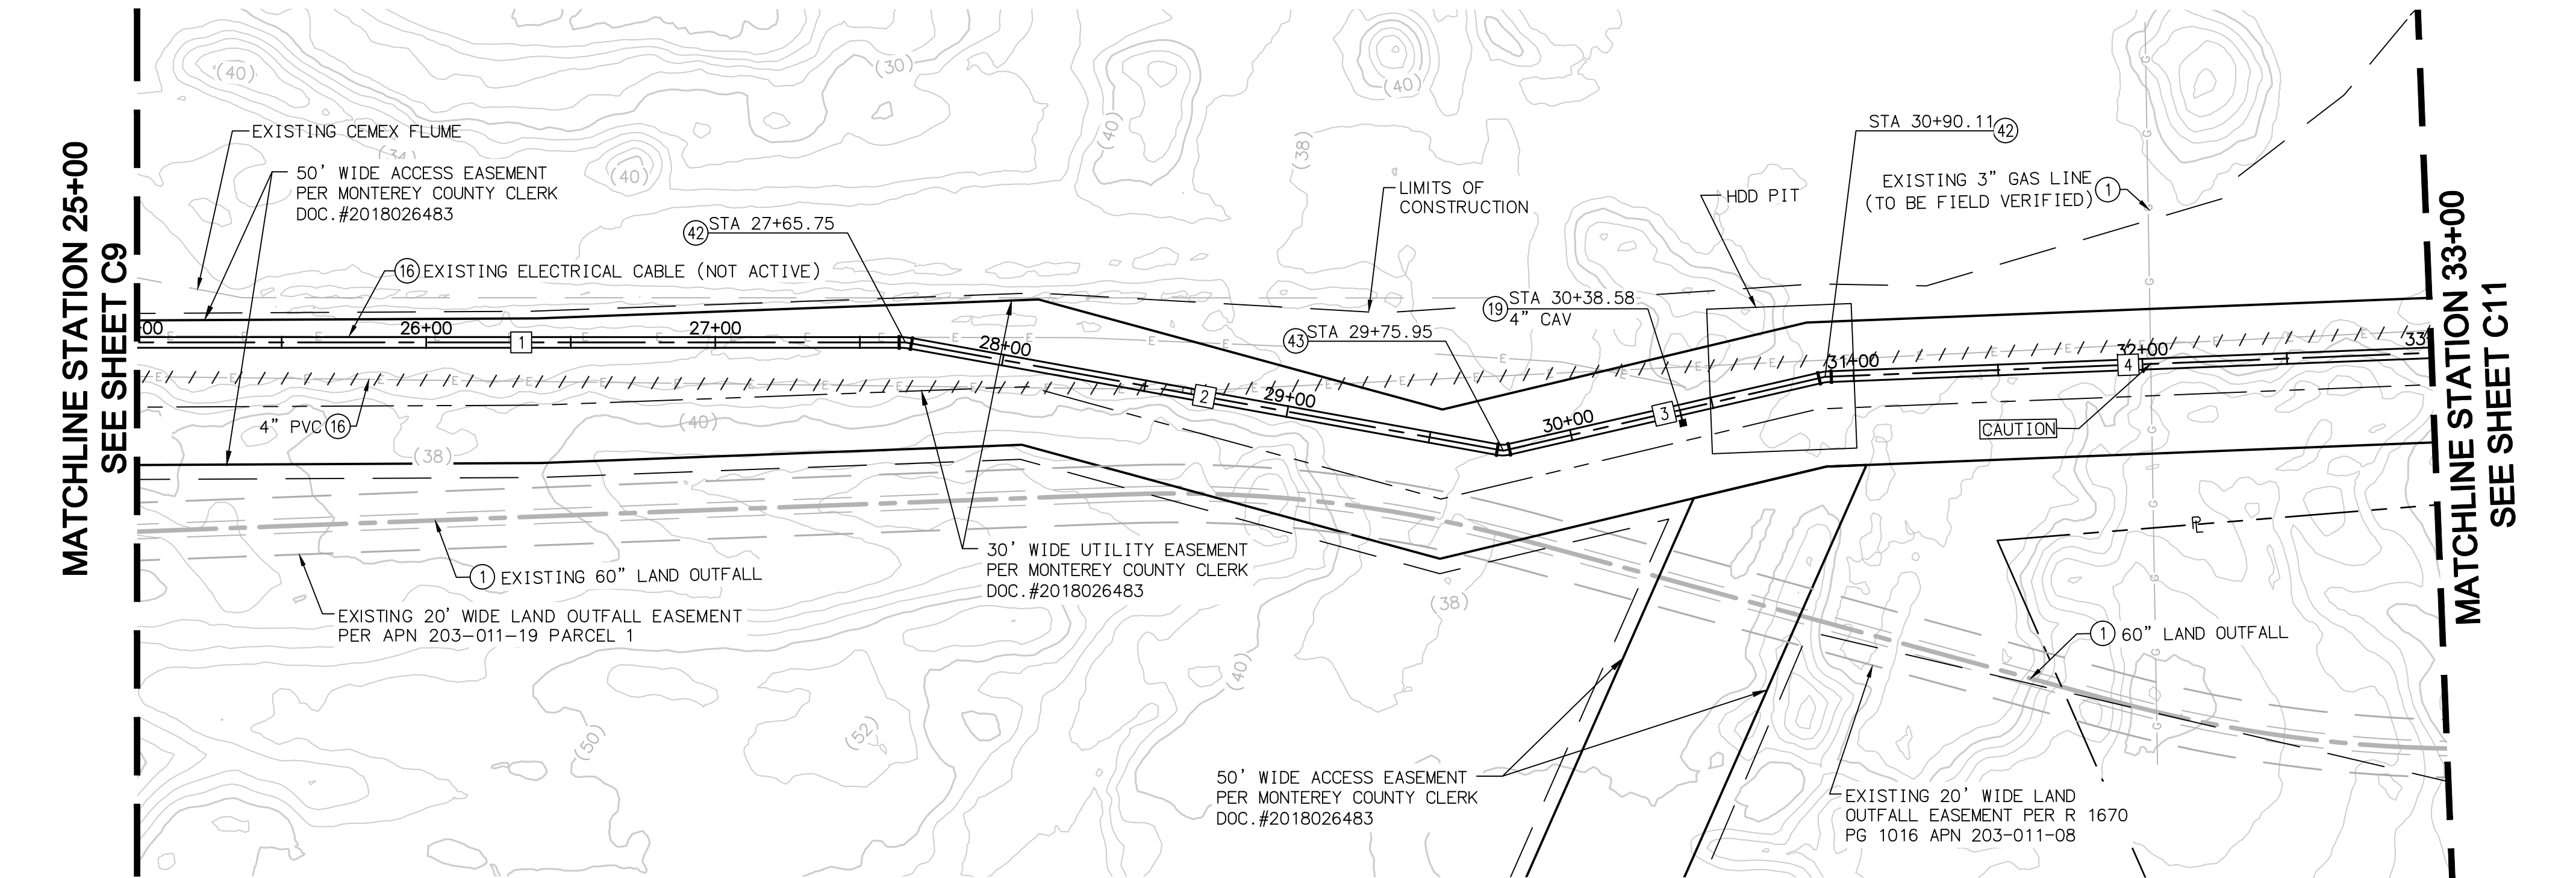 MATCHLINE STATION 25+00
SEE SHEET C9
(40)
(30)
(40)
(40)
(38)
EXISTING CEMEX FLUME
(34)
(40)
50' WIDE ACCESS EASEMENT
PER MONTEREY COUNTY CLERK
DOC.#2018026483
42 STA 27+65.75
16 EXISTING ELECTRICAL CABLE (NOT ACTIVE)
LIMITS OF
CONSTRUCTION
HDD PIT
STA 30+90.11 42
EXISTING 3" GAS LINE 1
(TO BE FIELD VERIFIED)
19 STA 30+38.58
4" CAV
43 STA 29+75.95
00
26+00
1
27+00
28+00
2
29+00
30+00
3
31+00
4
32+00
33
E
G
4" PVC 16
(40)
(38)
CAUTION
PL
1 EXISTING 60" LAND OUTFALL
EXISTING 20' WIDE LAND OUTFALL EASEMENT
PER APN 203-011-19 PARCEL 1
30' WIDE UTILITY EASEMENT
PER MONTEREY COUNTY CLERK
DOC.#2018026483
(38)
1 60" LAND OUTFALL
(40)
(50)
(52)
50' WIDE ACCESS EASEMENT
PER MONTEREY COUNTY CLERK
DOC.#2018026483
EXISTING 20' WIDE LAND
OUTFALL EASEMENT PER R 1670
PG 1016 APN 203-011-08
MATCHLINE STATION 33+00
SEE SHEET C11